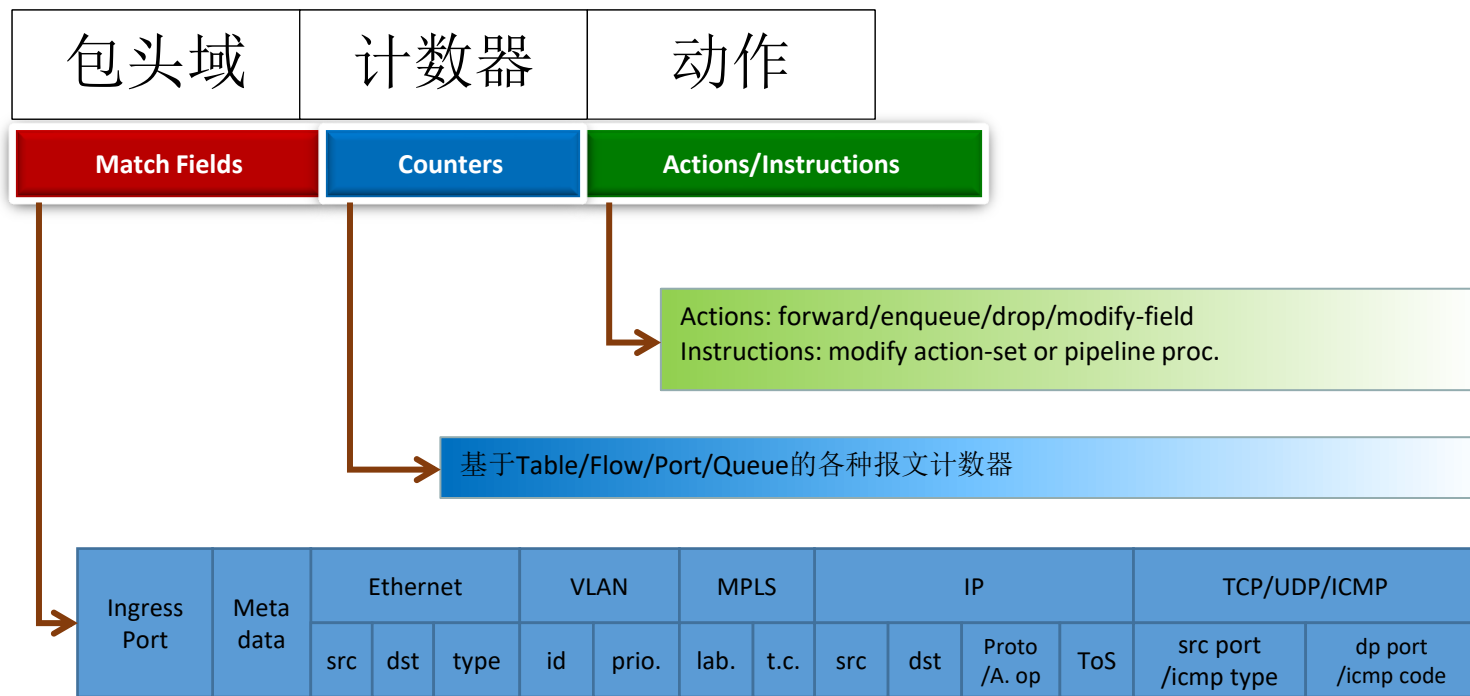 包头域 计数器 动作
Match Fields Counters Actions/Instructions
Actions: forward/enqueue/drop/modify-field
Instructions: modify action-set or pipeline proc.
基于Table/Flow/Port/Queue的各种报文计数器
Ingress Port Meta data Ethernet VLAN MPLS IP TCP/UDP/ICMP
src dst type id prio. lab. t.c. src dst Proto /A. op ToS src port /icmp type dp port /icmp code